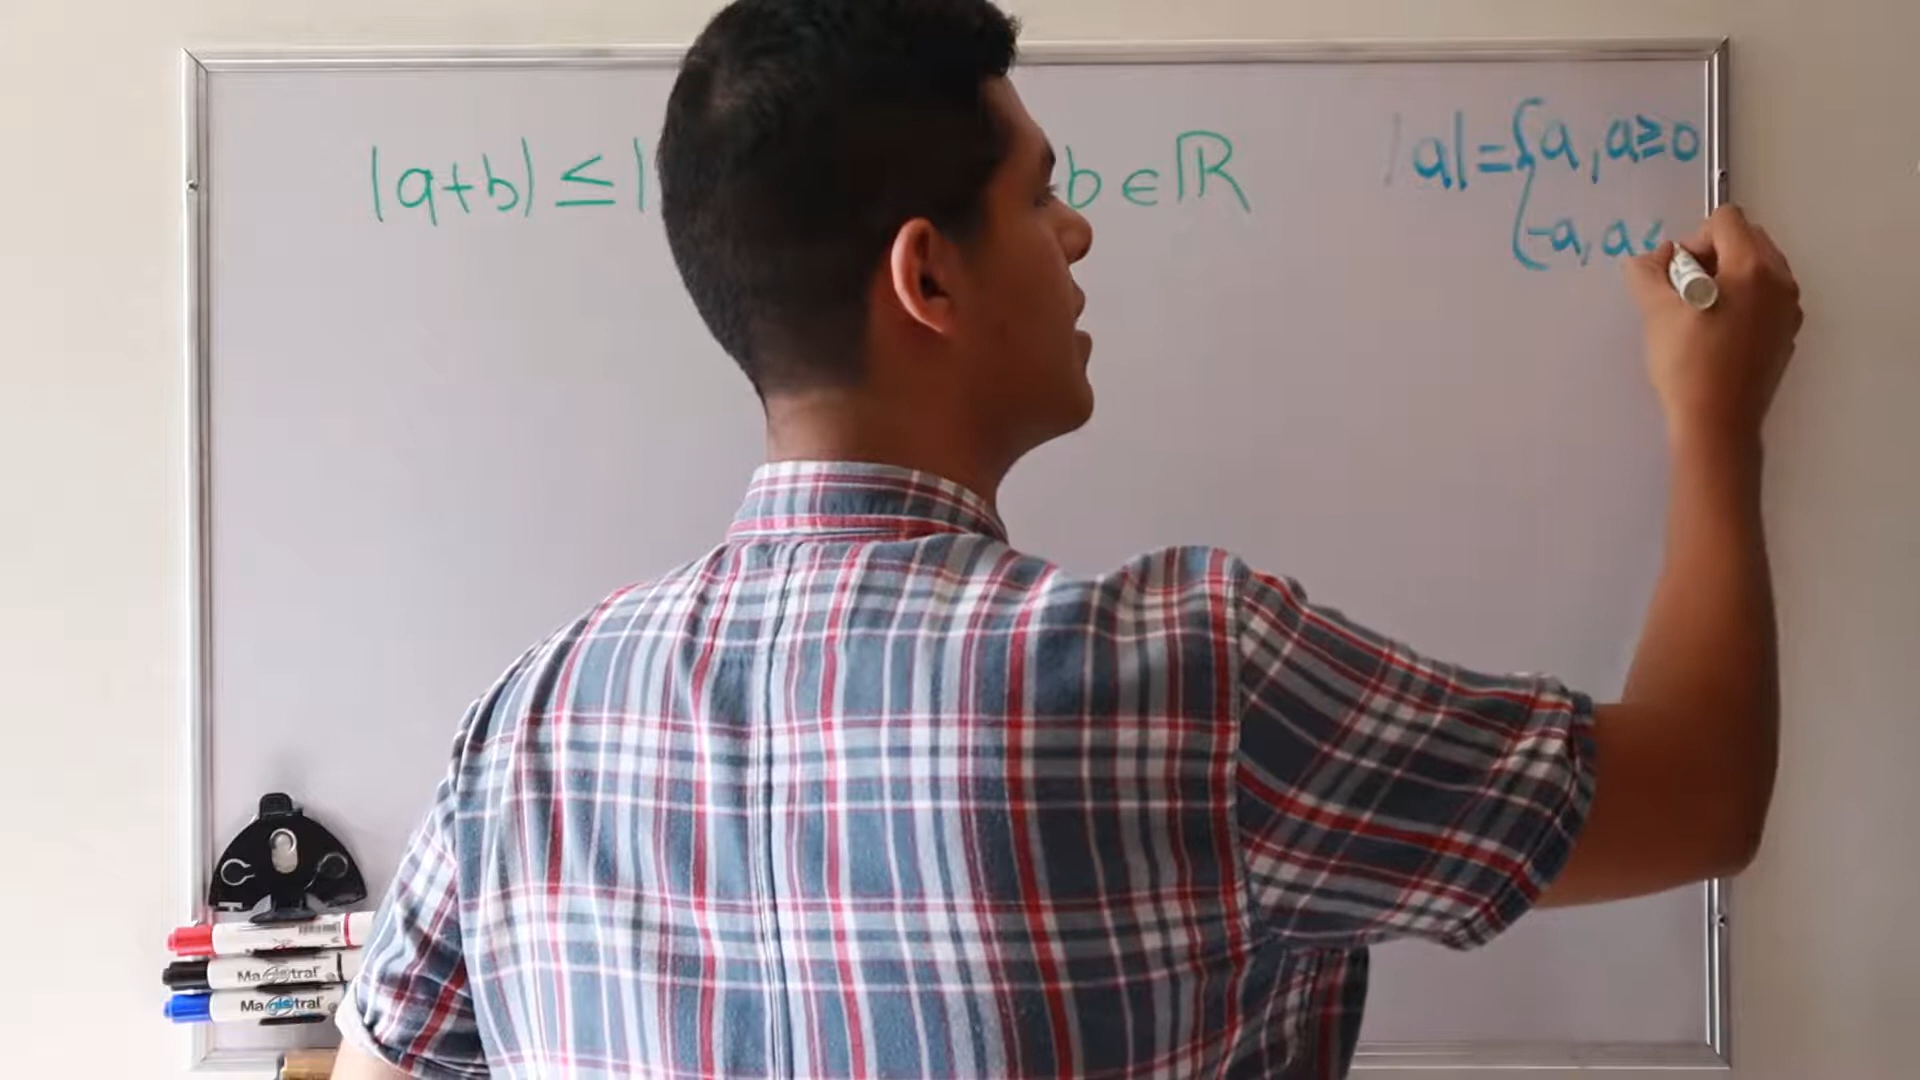 |a+b| ≤ |
b ∈ ℝ
|a| = { a, a ≥ 0
-a, a <
Magistral
Magistral